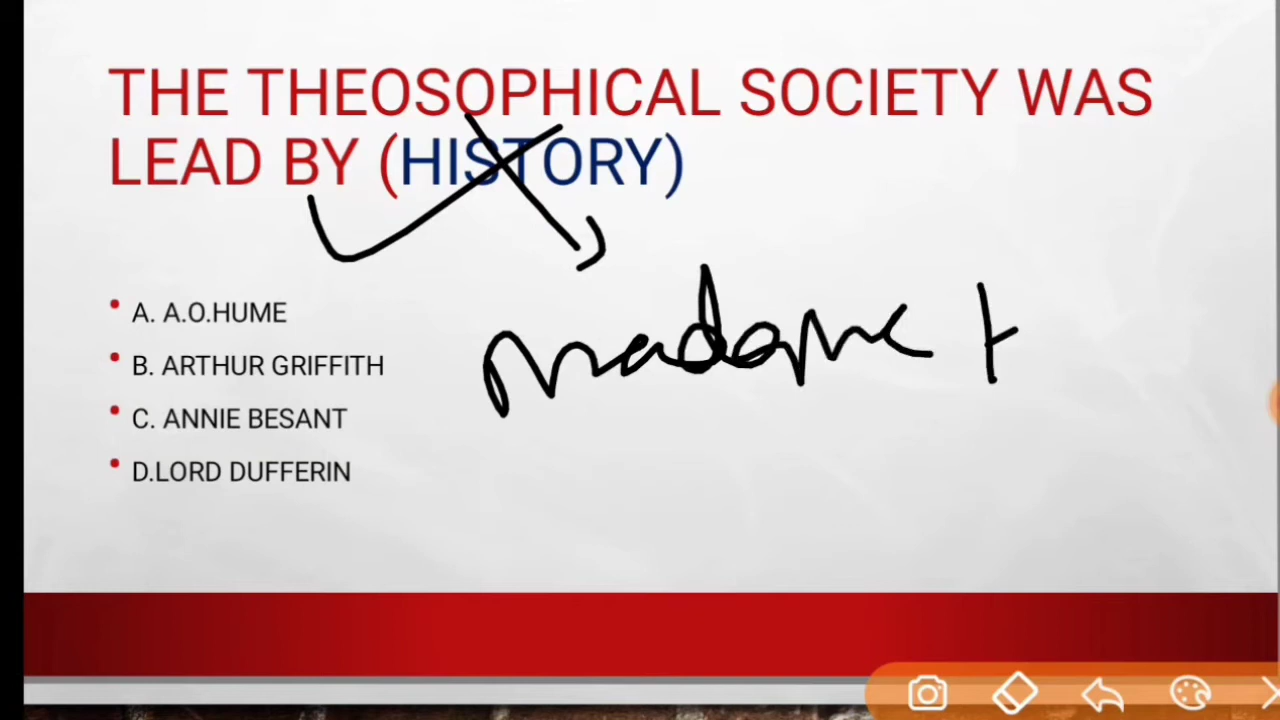 THE THEOSOPHICAL SOCIETY WAS
LEAD BY (HISTORY)
• A. A.O.HUME
• B. ARTHUR GRIFFITH
madame
• C. ANNIE BESANT
• D.LORD DUFFERIN